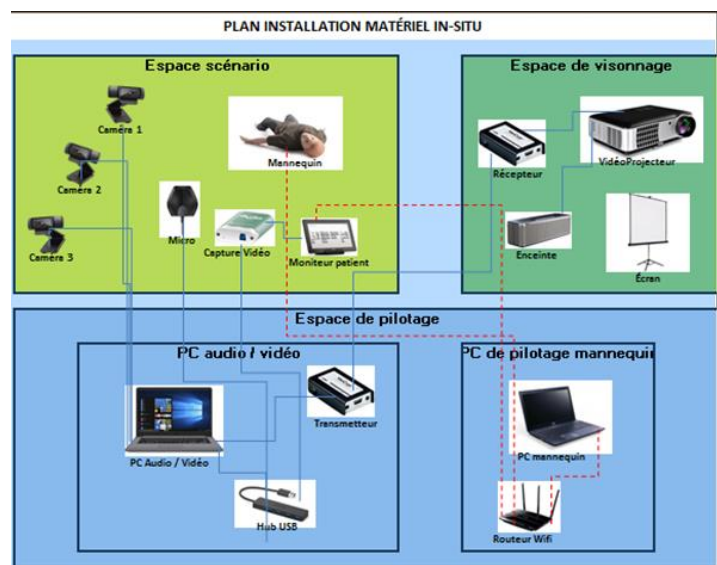 PLAN INSTALLATION MATÉRIEL IN-SITU
Espace scénario
Espace de visonnage
Caméra 1
Mannequin
VidéoProjecteur
Récepteur
Caméra 2
Micro
Capture Vidéo
Moniteur patient
Caméra 3
Enceinte
Écran
Espace de pilotage
PC audio / vidéo
PC de pilotage mannequin
Transmetteur
PC Audio / Vidéo
PC mannequin
Hub USB
Routeur Wifi